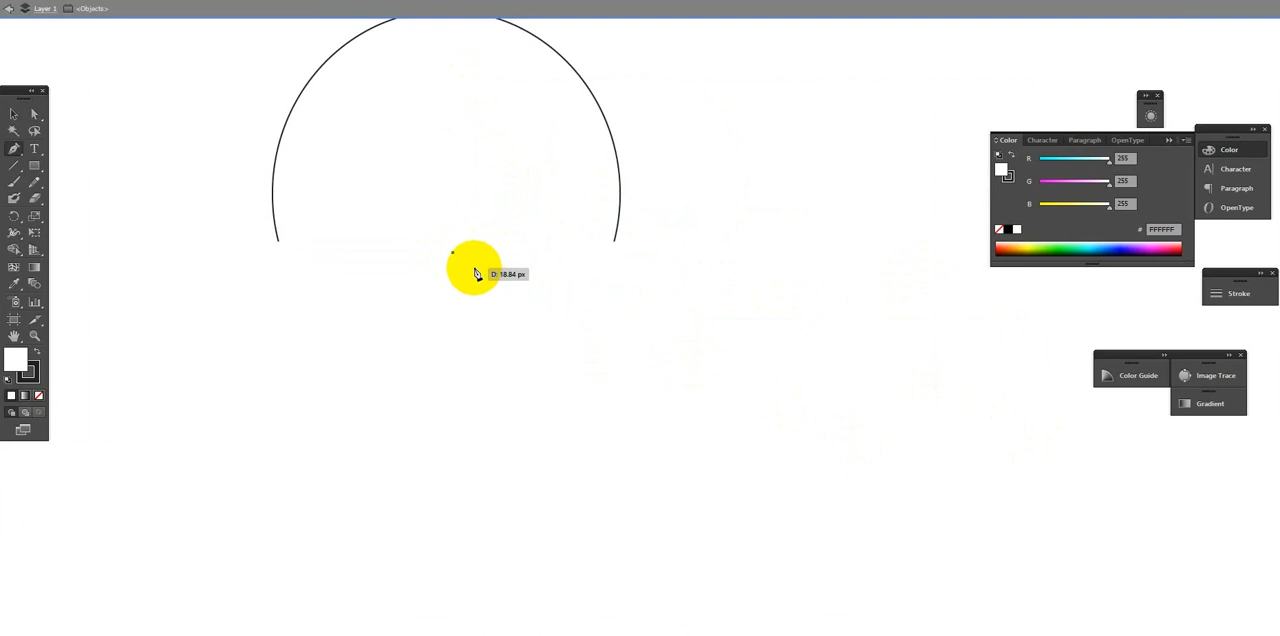 Layer 1 <Objects>
Color Character Paragraph OpenType
R 255
G 255
B 255
# FFFFFF
Color
Character
Paragraph
OpenType
D: 18.84 px
Stroke
Color Guide Image Trace
Gradient